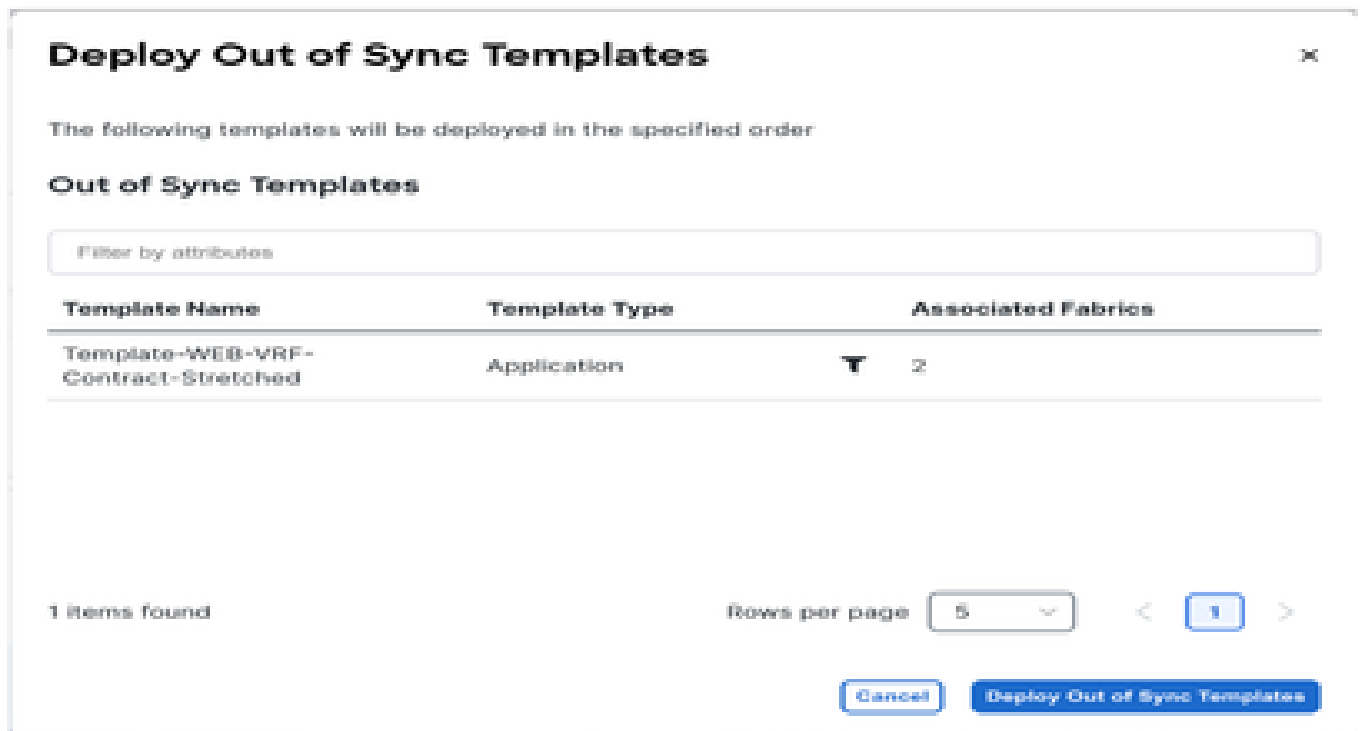 Deploy Out of Sync Templates
The following templates will be deployed in the specified order
Out of Sync Templates
Filter by attributes
Template Name Template Type Associated Fabrics
Template-WEB-VRF-
Contract-Stretched
Application 2
1 items found Rows per page 5 1
Cancel Deploy Out of Sync Templates